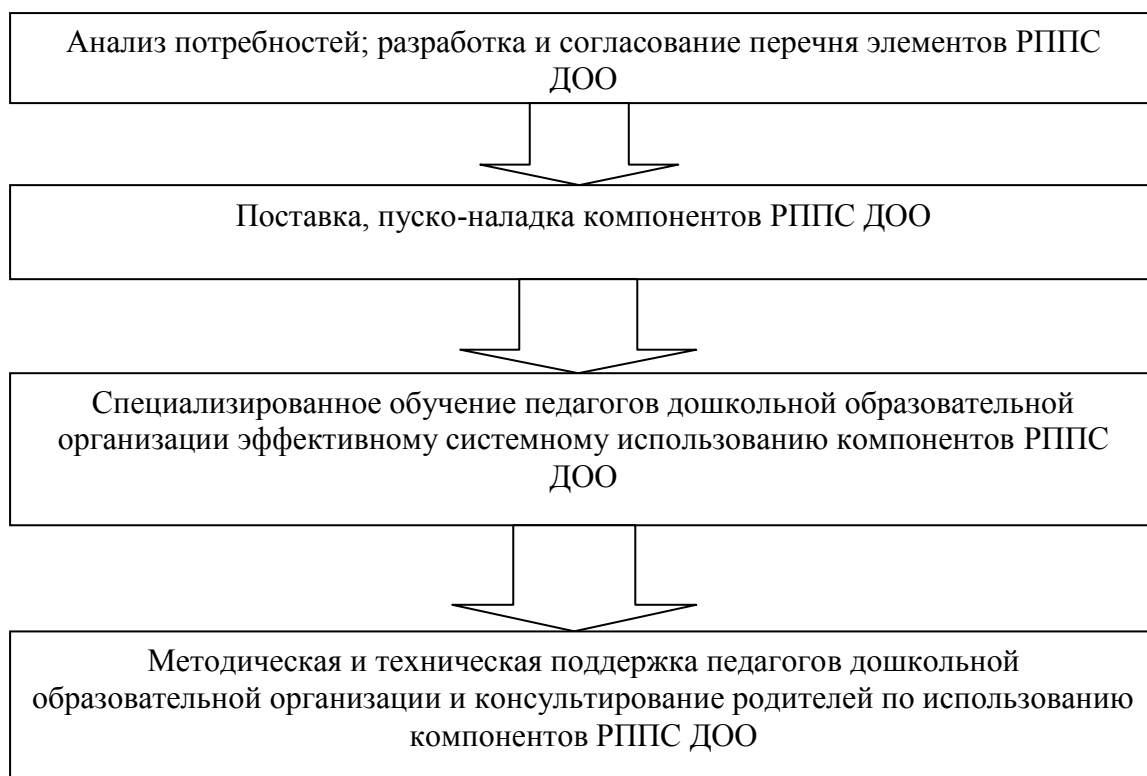 Анализ потребностей; разработка и согласование перечня элементов РППС
ДОО
Поставка, пуско-наладка компонентов РППС ДОО
Специализированное обучение педагогов дошкольной образовательной
организации эффективному системному использованию компонентов РППС
ДОО
Методическая и техническая поддержка педагогов дошкольной
образовательной организации и консультирование родителей по использованию
компонентов РППС ДОО